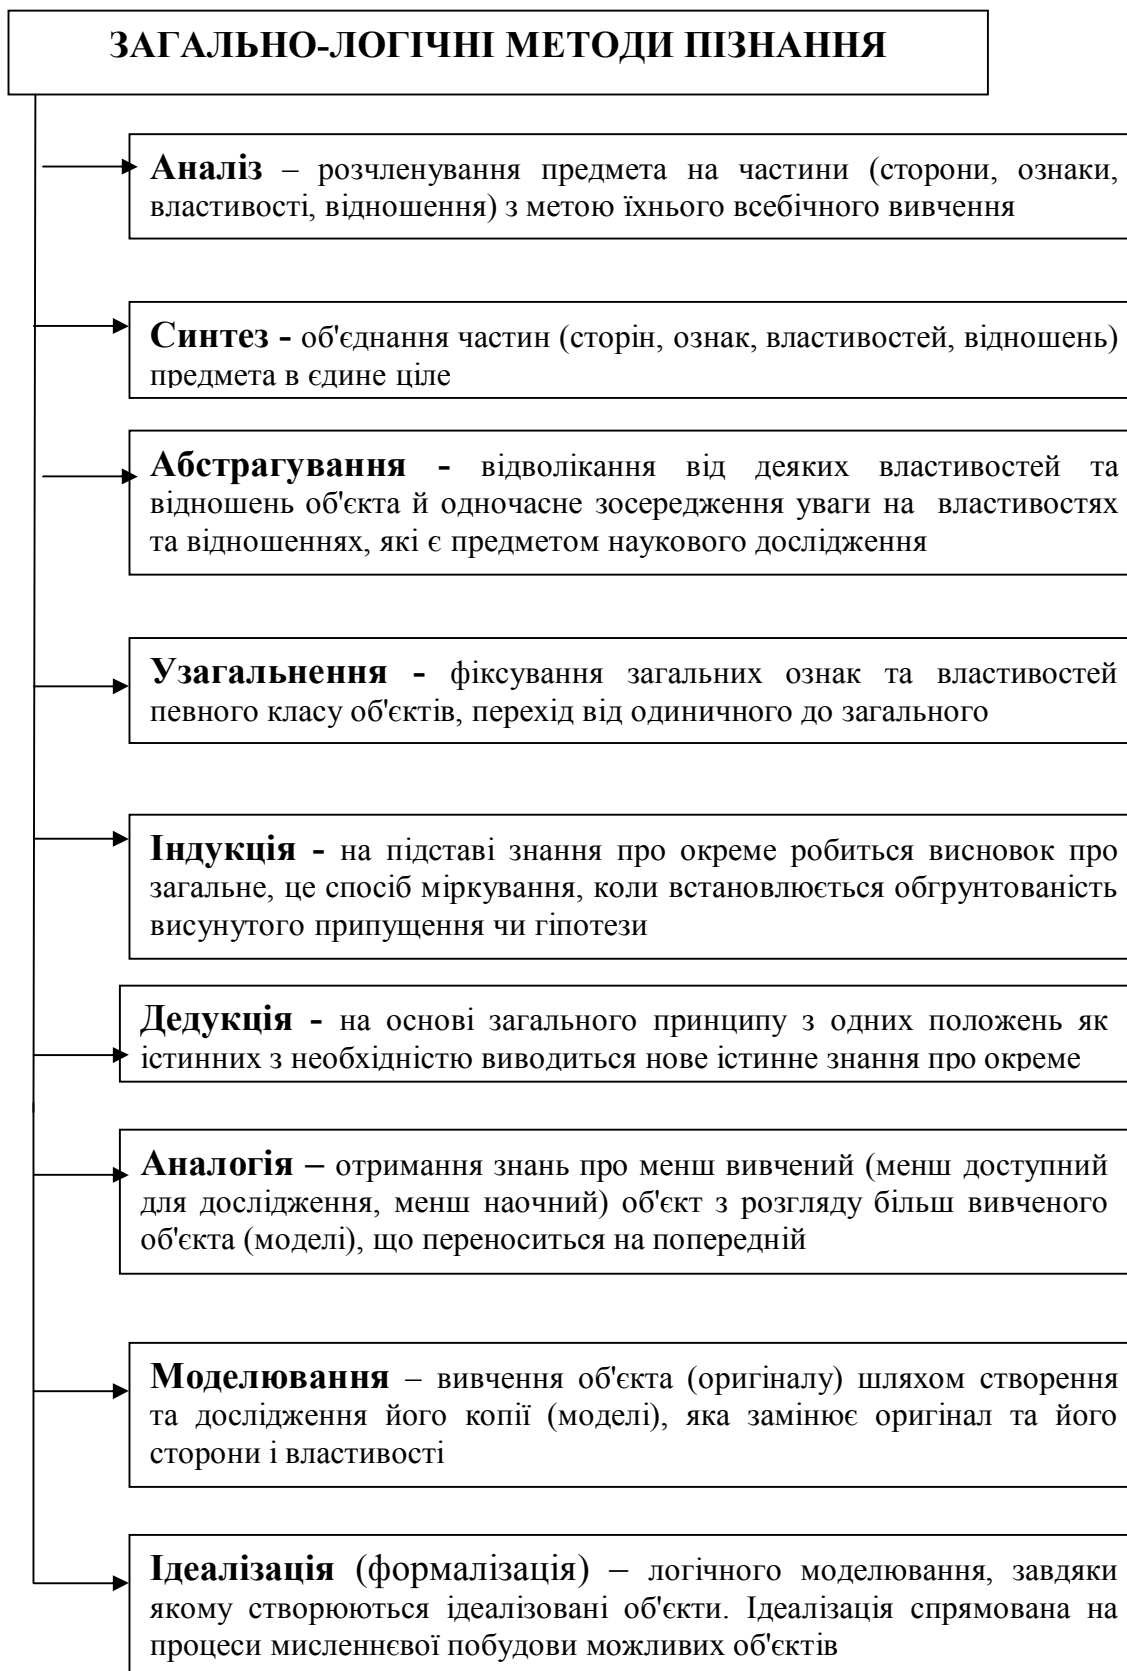 ЗАГАЛЬНО-ЛОГІЧНІ МЕТОДИ ПІЗНАННЯ
Аналіз – розчленування предмета на частини (сторони, ознаки,
властивості, відношення) з метою їхнього всебічного вивчення
Синтез - об'єднання частин (сторін, ознак, властивостей, відношень)
предмета в єдине ціле
Абстрагування - відволікання від деяких властивостей та
відношень об'єкта й одночасне зосередження уваги на властивостях
та відношеннях, які є предметом наукового дослідження
Узагальнення - фіксування загальних ознак та властивостей
певного класу об'єктів, перехід від одиничного до загального
Індукція - на підставі знання про окреме робиться висновок про
загальне, це спосіб міркування, коли встановлюється обгрунтованість
висунутого припущення чи гіпотези
Дедукція - на основі загального принципу з одних положень як
істинних з необхідністю виводиться нове істинне знання про окреме
Аналогія – отримання знань про менш вивчений (менш доступний
для дослідження, менш наочний) об'єкт з розгляду більш вивченого
об'єкта (моделі), що переноситься на попередній
Моделювання – вивчення об'єкта (оригіналу) шляхом створення
та дослідження його копії (моделі), яка замінює оригінал та його
сторони і властивості
Ідеалізація (формалізація) – логічного моделювання, завдяки
якому створюються ідеалізовані об'єкти. Ідеалізація спрямована на
процеси мисленнєвої побудови можливих об'єктів